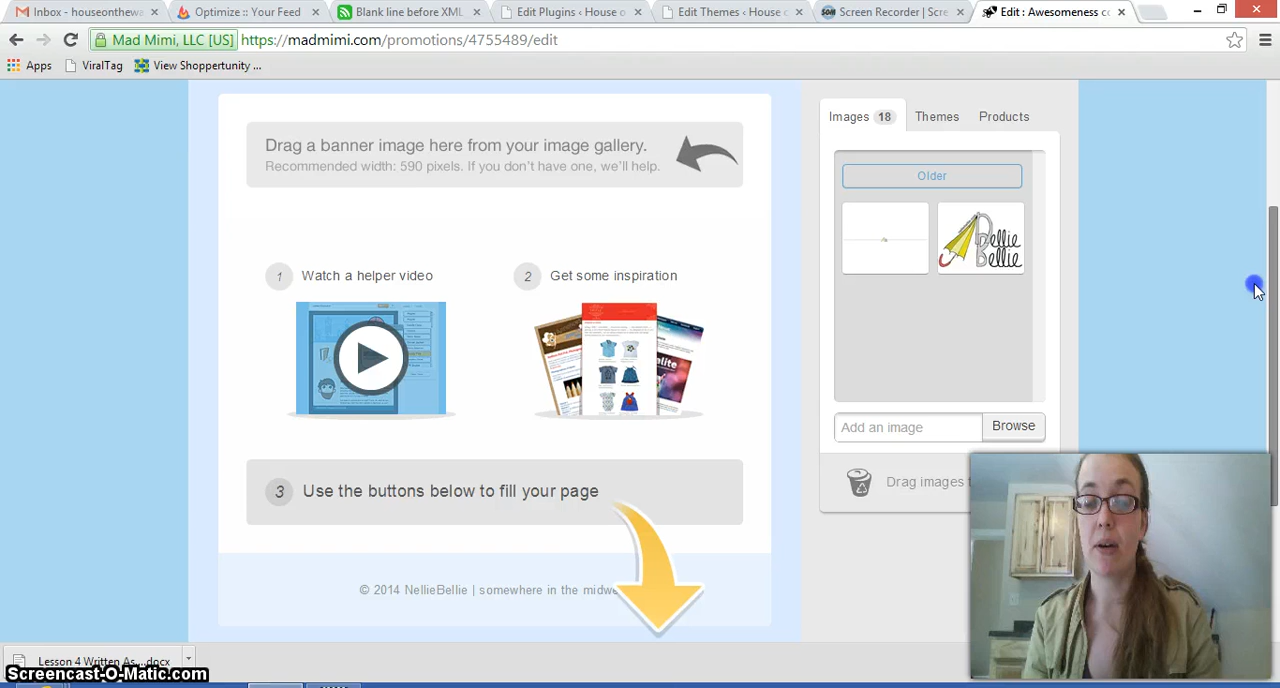 Inbox - houseonthewa
Optimize :: Your Feed
Blank line before XML
Edit Plugins ‹ House o
Edit Themes ‹ House c
Screen Recorder | Scre
Edit : Awesomeness co
Mad Mimi, LLC [US]
https://madmimi.com/promotions/4755489/edit
Apps
ViralTag
View Shoppertunity ...
Drag a banner image here from your image gallery.
Recommended width: 590 pixels. If you don't have one, we'll help.
1 Watch a helper video
2 Get some inspiration
3 Use the buttons below to fill your page
© 2014 NellieBellie | somewhere in the midwe
Images 18
Themes
Products
Older
ellie
Bellie
Add an image
Browse
Drag images t
Lesson 4 Written As....docx
Screencast-O-Matic.com